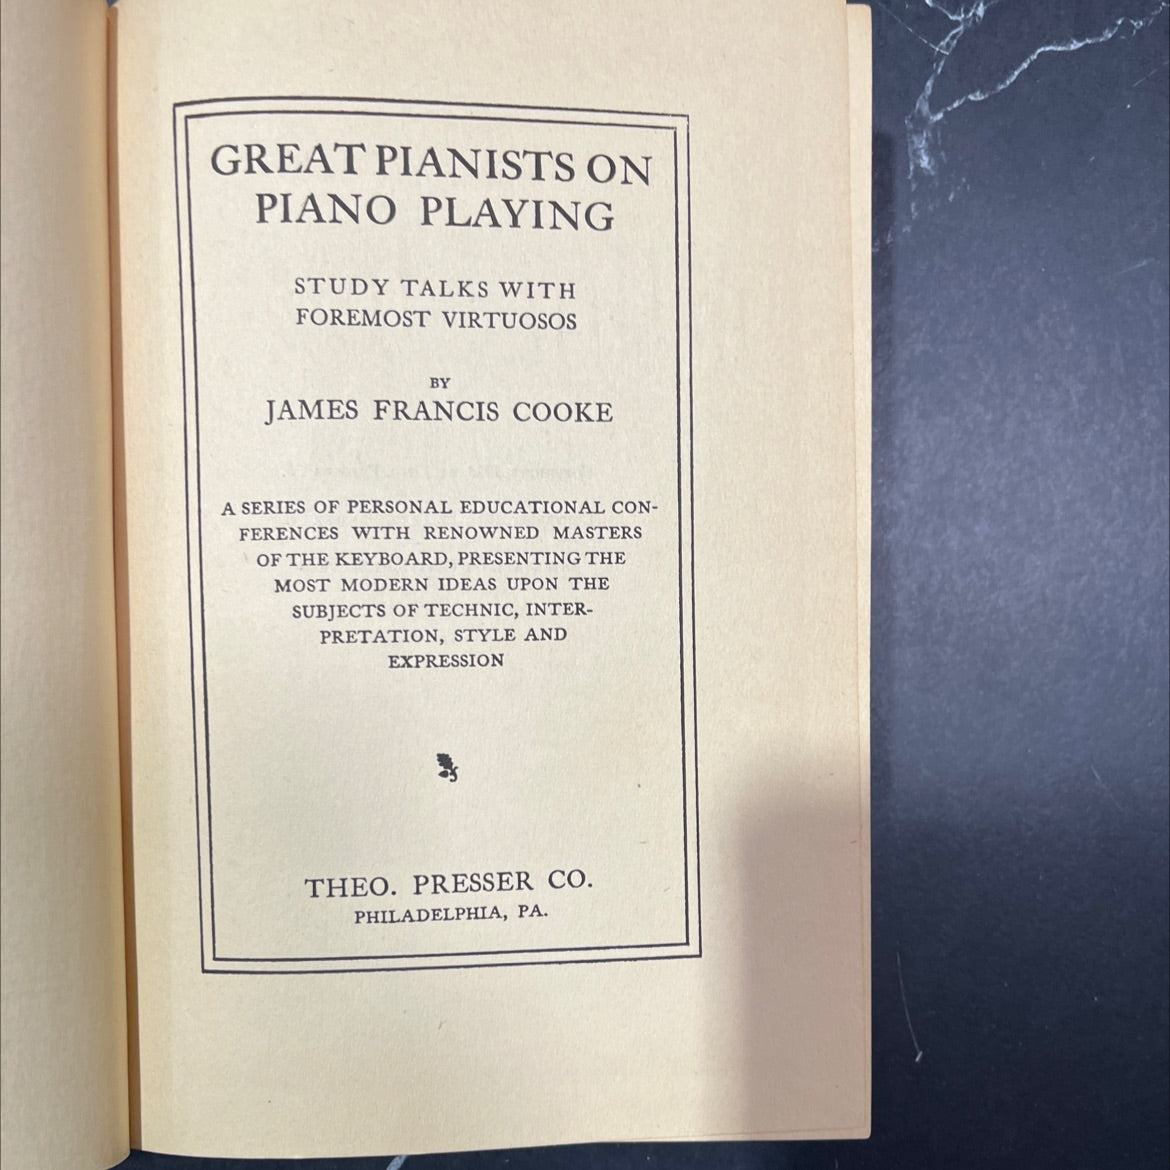 GREAT PIANISTS ON
PIANO PLAYING
STUDY TALKS WITH
FOREMOST VIRTUOSOS
BY
JAMES FRANCIS COOKE
A SERIES OF PERSONAL EDUCATIONAL CON-
FERENCES WITH RENOWNED MASTERS
OF THE KEYBOARD, PRESENTING THE
MOST MODERN IDEAS UPON THE
SUBJECTS OF TECHNIC, INTER-
PRETATION, STYLE AND
EXPRESSION
THEO. PRESSER CO.
PHILADELPHIA, PA.